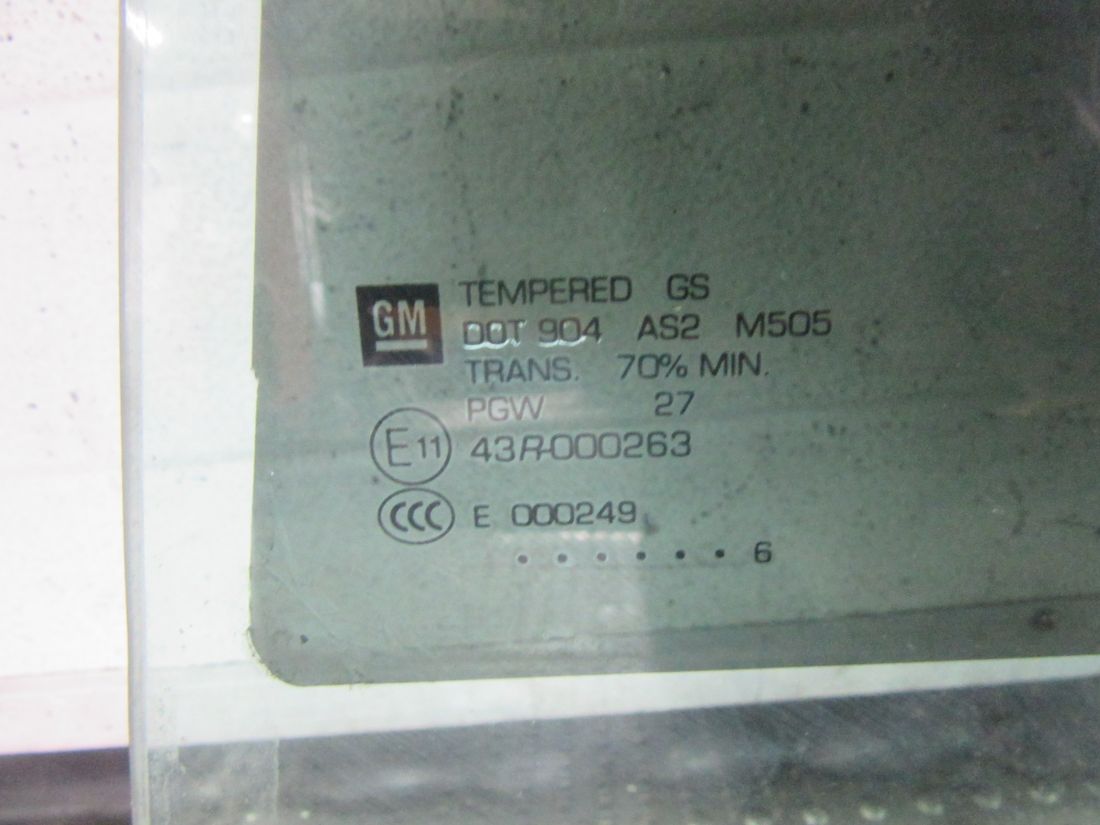 GM TEMPERED GS
DOT 904 AS2 M505
TRANS. 70% MIN.
PGW 27
E11 43R-000263
CCC E 000249
. . . . . . 6